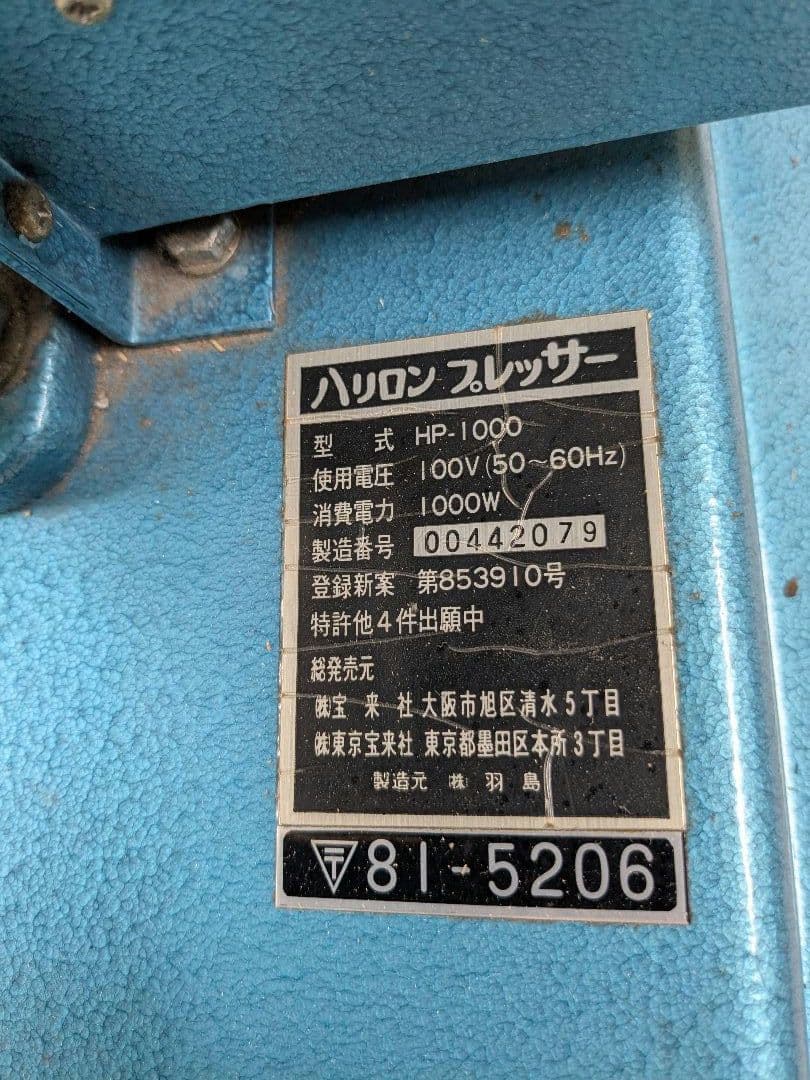 ハリロン プレッサー
型 式 HP-1000
使用電圧 100V(50～60Hz)
消費電力 1000W
製造番号 00442079
登録新案 第853910号
特許他4件出願中
総発売元
㈱宝来社 大阪市旭区清水5丁目
㈱東京宝来社 東京都墨田区本所3丁目
製造元 ㈱ 羽島
〒81-5206